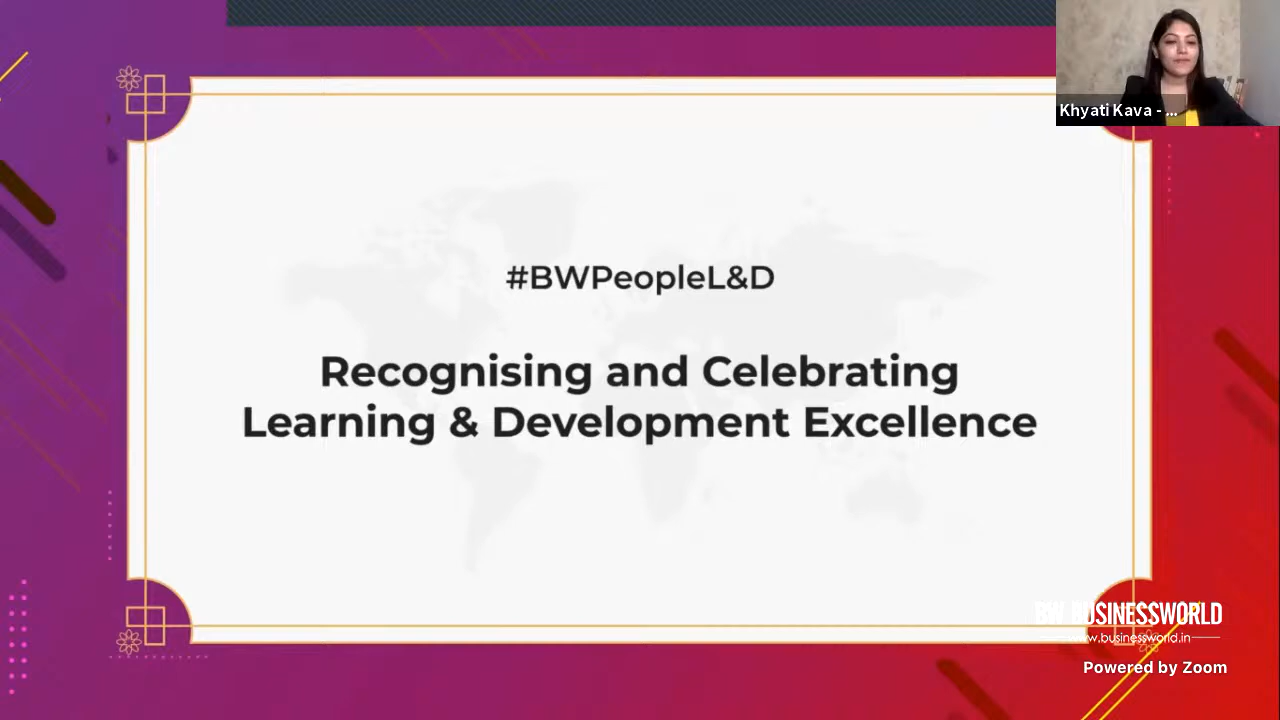 Khyati Kava - ...
#BWPeopleL&D
Recognising and Celebrating
Learning & Development Excellence
BW BUSINESSWORLD
www.businessworld.in
Powered by Zoom